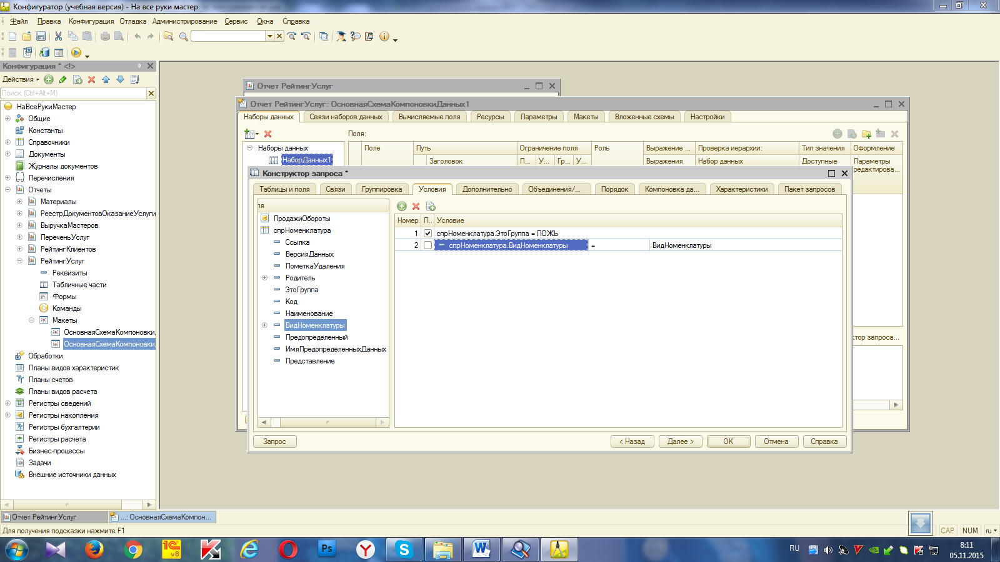 Конфигуратор (учебная версия) - На все руки мастер
Файл Правка Конфигурация Отладка Администрирование Сервис Окна Справка
Конфигурация * <!>
Действия
Поиск (Ctrl+Alt+M)
НаВсеРукиМастер
Общие
Константы
Справочники
Документы
Журналы документов
Перечисления
Отчеты
Материалы
РеестрДокументовОказаниеУслуги
ВыручкаМастеров
ПереченьУслуг
РейтингКлиентов
РейтингУслуг
Реквизиты
Табличные части
Формы
Команды
Макеты
ОсновнаяСхемаКомпоновки
ОсновнаяСхемаКомпоновки
Обработки
Планы видов характеристик
Планы счетов
Планы видов расчета
Регистры сведений
Регистры накопления
Регистры бухгалтерии
Регистры расчета
Бизнес-процессы
Задачи
Внешние источники данных
Отчет РейтингУслуг
Отчет РейтингУслуг: ОсновнаяСхемаКомпоновкиДанных1
Наборы данных Связи наборов данных Вычисляемые поля Ресурсы Параметры Макеты Вложенные схемы Настройки
Поля:
Наборы данных
НаборДанных1
Поле Путь Ограничение поля Роль Выражение ... Проверка иерархии: Тип значения Оформление
Заголовок П... У... Гр... У... Выражения Набор данных Доступные Параметры
редактирова...
Конструктор запроса *
Таблицы и поля Связи Группировка Условия Дополнительно Объединения/... Порядок Компоновка да... Характеристики Пакет запросов
ля
ПродажиОбороты
спрНоменклатура
Ссылка
ВерсияДанных
ПометкаУдаления
Родитель
ЭтоГруппа
Код
Наименование
ВидНоменклатуры
Предопределенный
ИмяПредопределенныхДанных
Представление
Номер П.. Условие
1 спрНоменклатура.ЭтоГруппа = ЛОЖЬ
2 спрНоменклатура.ВидНоменклатуры = ВидНоменклатуры
ктор запроса...
Запрос < Назад Далее > ОК Отмена Справка
Отчет РейтингУслуг ...: ОсновнаяСхемаКомпон...
Для получения подсказки нажмите F1
CAP NUM ru
1С v8
Ps
RU
8:11
05.11.2015